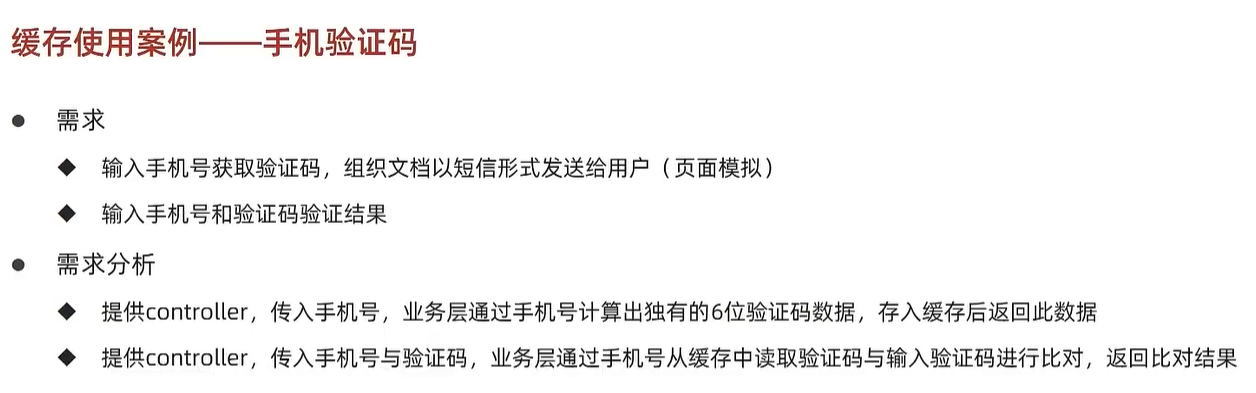 缓存使用案例——手机验证码
● 需求
◆ 输入手机号获取验证码，组织文档以短信形式发送给用户（页面模拟）
◆ 输入手机号和验证码验证结果
● 需求分析
◆ 提供controller，传入手机号，业务层通过手机号计算出独有的6位验证码数据，存入缓存后返回此数据
◆ 提供controller，传入手机号与验证码，业务层通过手机号从缓存中读取验证码与输入验证码进行比对，返回比对结果